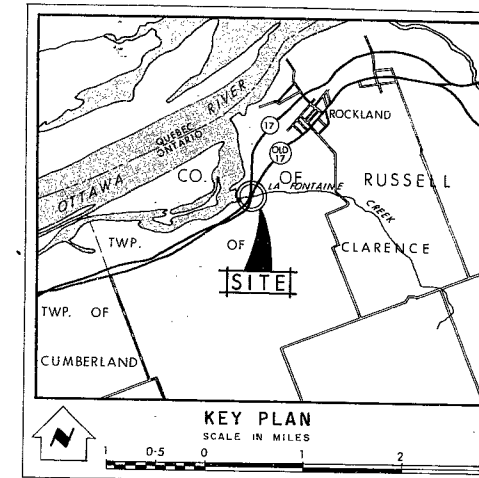 OTTAWA RIVER
QUEBEC
ONTARIO
17
OLD
17
ROCKLAND
CO. OF RUSSELL
LA FONTAINE CREEK
TWP. OF CLARENCE
SITE
TWP. OF
CUMBERLAND
KEY PLAN
SCALE IN MILES
N
1 0·5 0 1 2